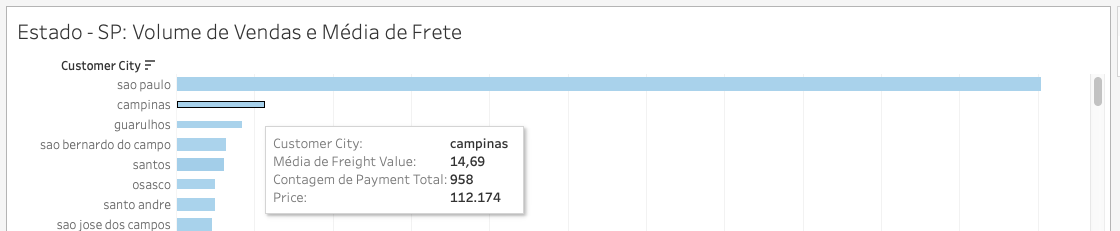 Estado - SP: Volume de Vendas e Média de Frete
Customer City
sao paulo
campinas
guarulhos
sao bernardo do campo
santos
osasco
santo andre
sao jose dos campos
Customer City: campinas
Média de Freight Value: 14,69
Contagem de Payment Total: 958
Price: 112.174